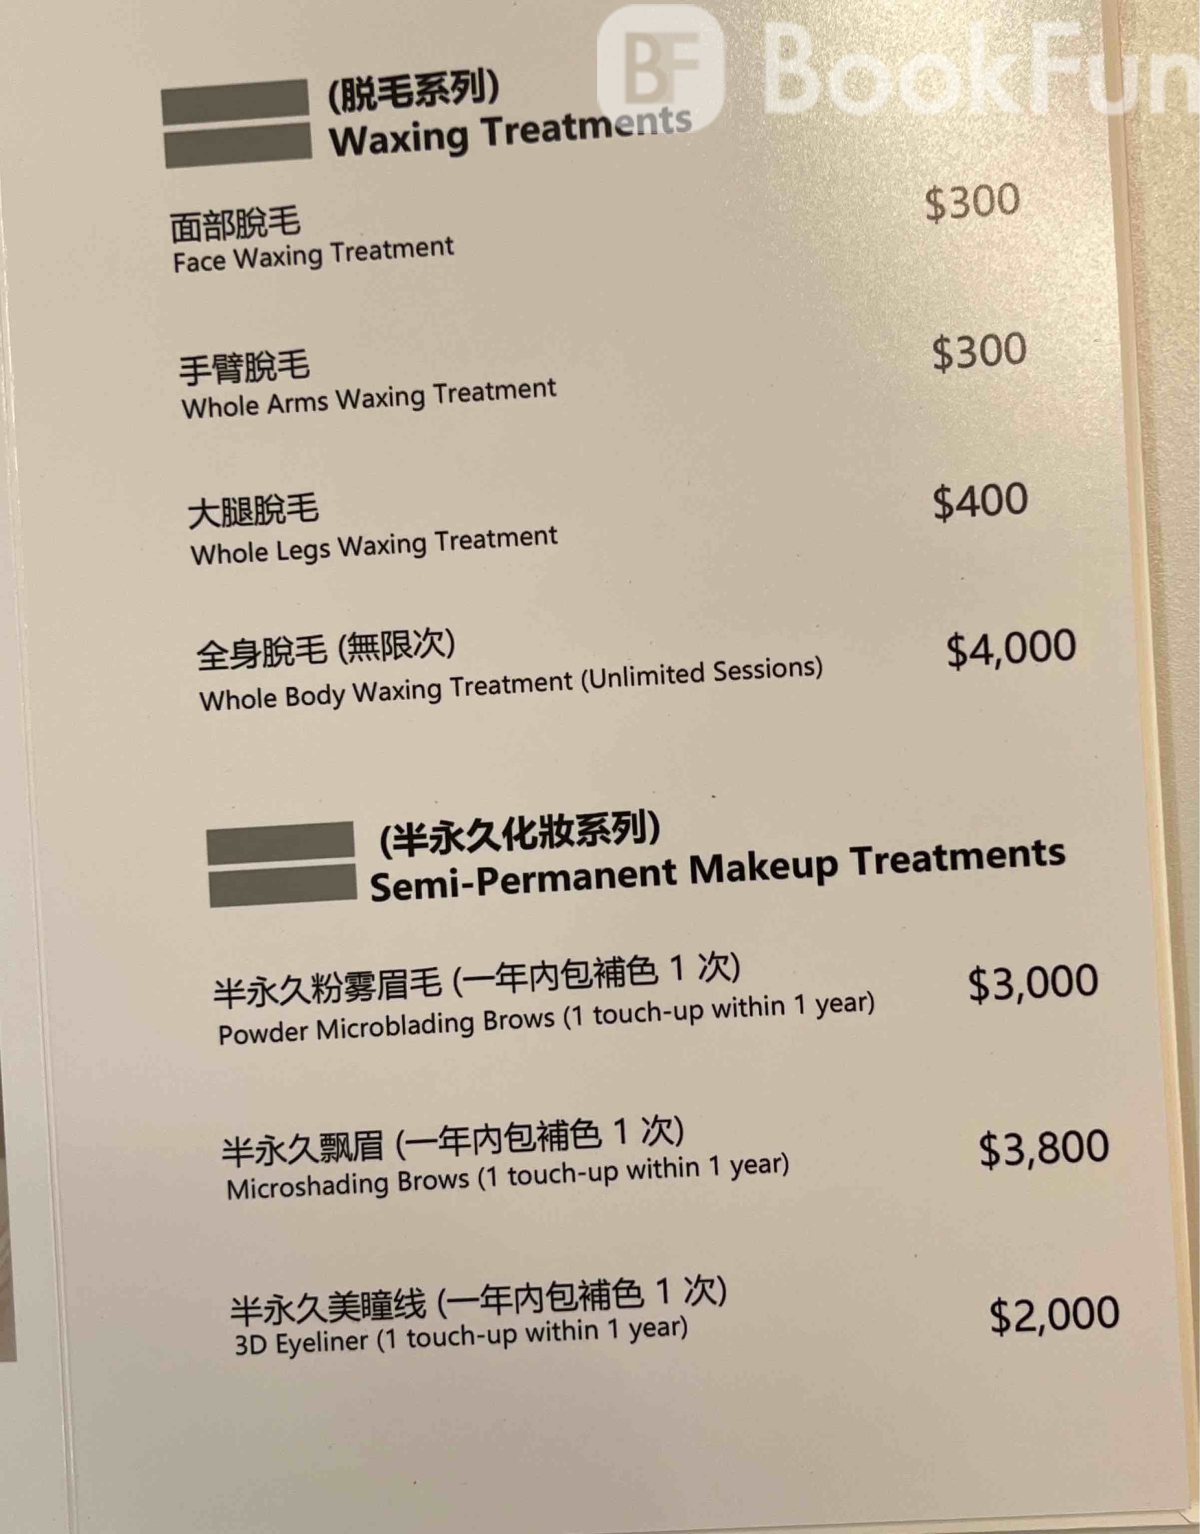 BF BookFun
(脱毛系列)
Waxing Treatments
面部脫毛
$300
Face Waxing Treatment
手臂脫毛
$300
Whole Arms Waxing Treatment
大腿脫毛
$400
Whole Legs Waxing Treatment
全身脫毛 (無限次)
$4,000
Whole Body Waxing Treatment (Unlimited Sessions)
(半永久化妝系列)
Semi-Permanent Makeup Treatments
半永久粉雾眉毛 (一年内包補色 1 次)
$3,000
Powder Microblading Brows (1 touch-up within 1 year)
半永久飘眉 (一年内包補色 1 次)
$3,800
Microshading Brows (1 touch-up within 1 year)
半永久美瞳线 (一年内包補色 1 次)
$2,000
3D Eyeliner (1 touch-up within 1 year)